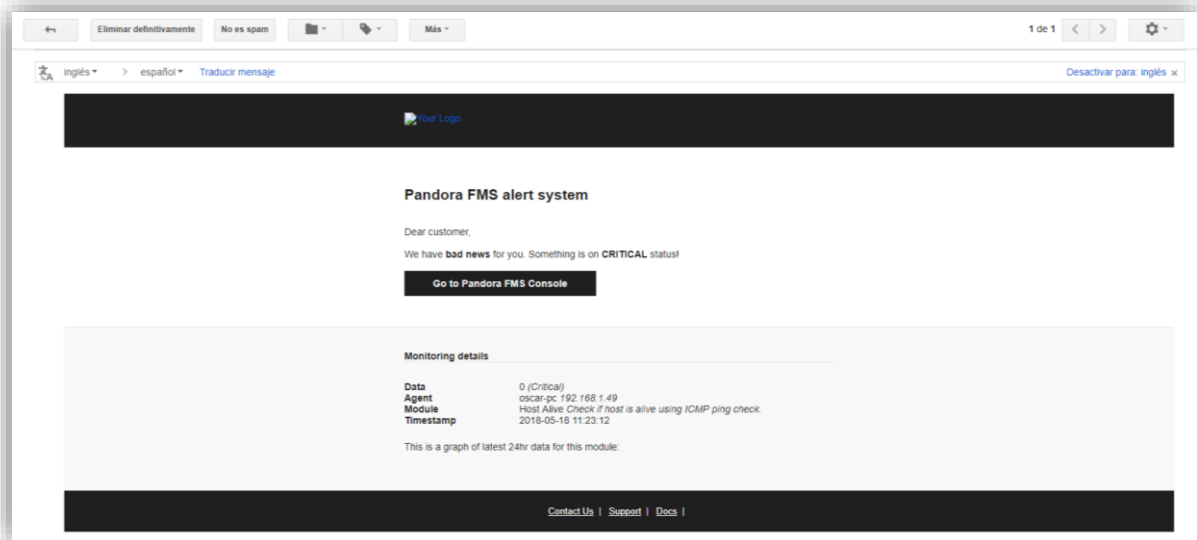 Eliminar definitivamente No es spam Más 1 de 1
inglés > español Traducir mensaje Desactivar para: inglés x
Your Logo
Pandora FMS alert system
Dear customer,
We have bad news for you. Something is on CRITICAL status!
Go to Pandora FMS Console
Monitoring details
Data 0 (Critical)
Agent oscar-pc 192.168.1.49
Module Host Alive Check if host is alive using ICMP ping check.
Timestamp 2018-05-18 11:23:12
This is a graph of latest 24hr data for this module:
Contact Us | Support | Docs |